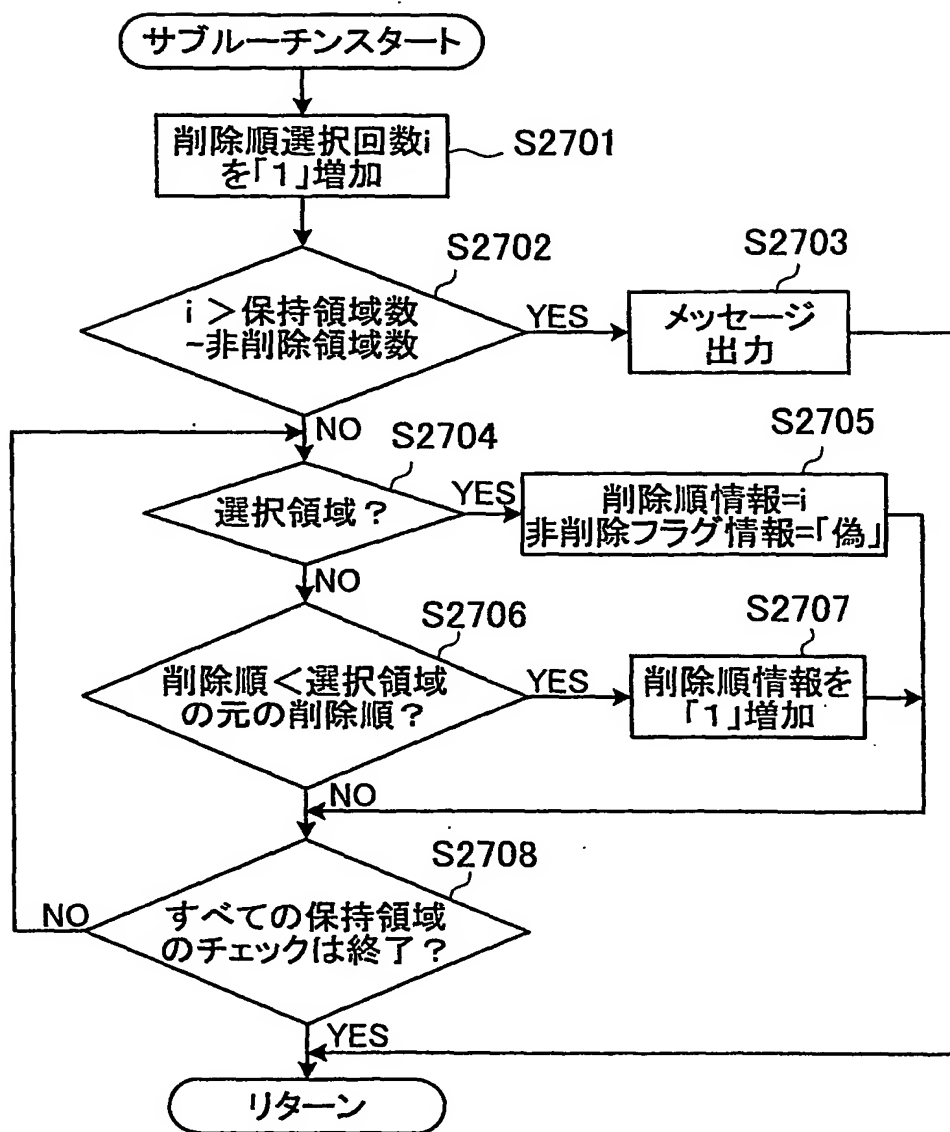 サブルーチンスタート
削除順選択回数i
を「1」増加
S2701
S2702
i >保持領域数
-非削除領域数
YES
S2703
メッセージ
出力
NO
S2704
選択領域?
YES
S2705
削除順情報=i
非削除フラグ情報=「偽」
NO
S2706
削除順<選択領域
の元の削除順?
YES
S2707
削除順情報を
「1」増加
NO
S2708
すべての保持領域
のチェックは終了?
NO
YES
リターン